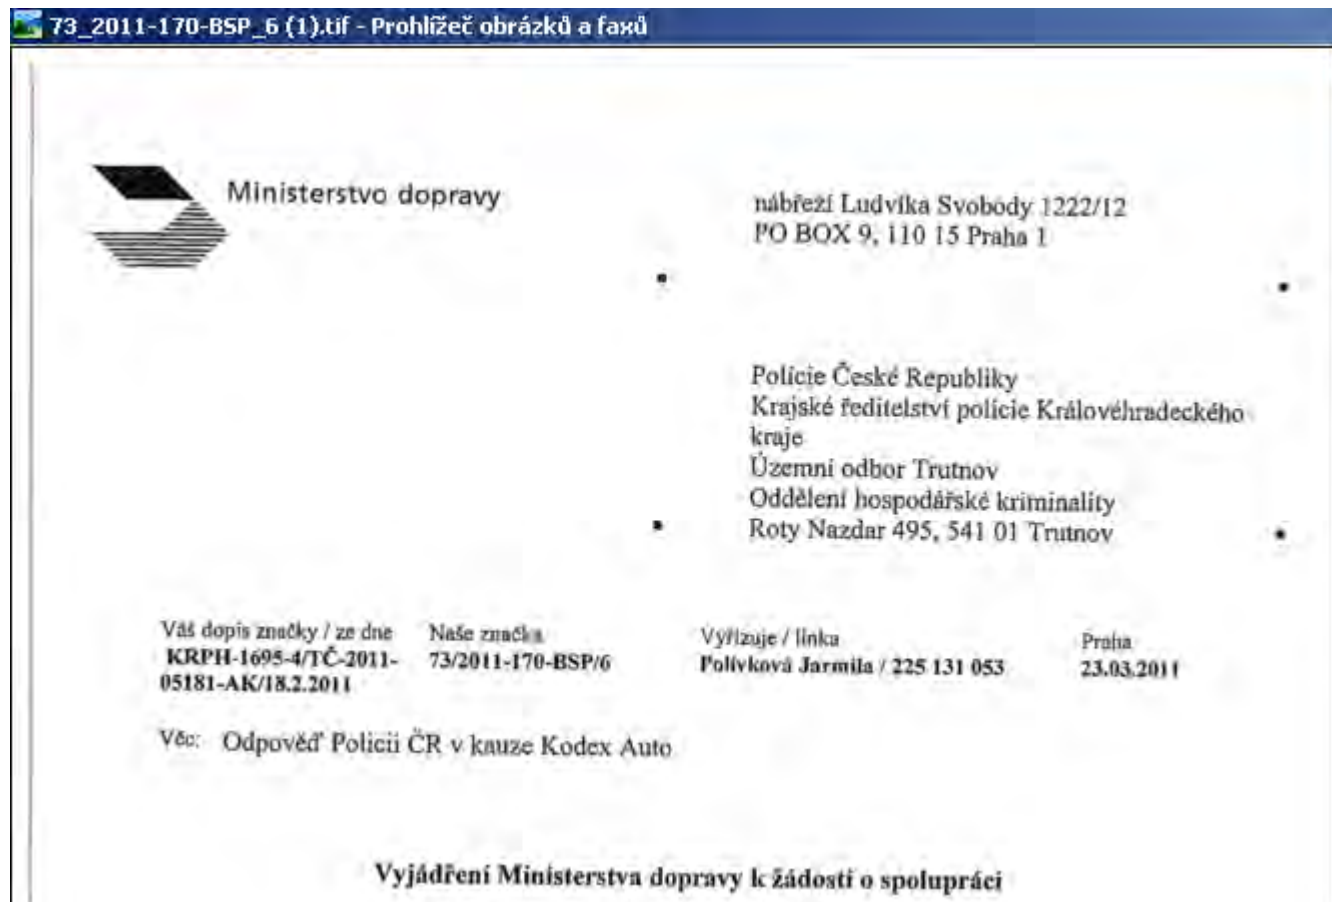 73_2011-170-BSP_6 (1).tif - Prohlížeč obrázků a faxů
Ministerstvo dopravy
nábřeží Ludvíka Svobody 1222/12
PO BOX 9, 110 15 Praha 1
Polície České Republiky
Krajské ředitelství polície Královéhradeckého
kraje
Územní odbor Trutnov
Oddělení hospodářské kriminality
Roty Nazdar 495, 541 01 Trutnov
Váš dopis značky / ze dne
KRPH-1695-4/TČ-2011-
05181-AK/18.2.2011
Naše značka
73/2011-170-BSP/6
Vyřizuje / linka
Polívková Jarmila / 225 131 053
Praha
23.03.2011
Věc: Odpověď Policii ČR v kauze Kodex Auto
Vyjádření Ministerstva dopravy k žádosti o spolupráci